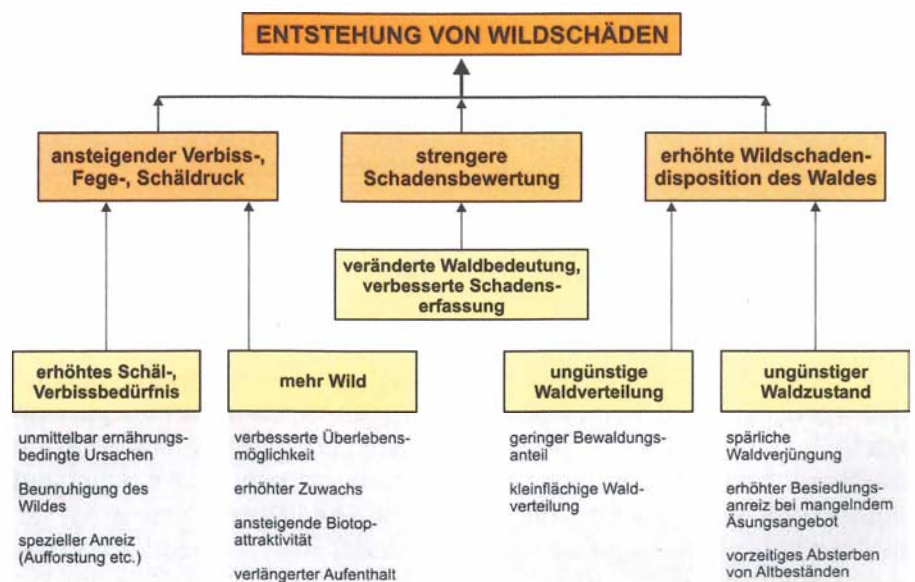 ENTSTEHUNG VON WILDSCHÄDEN
ansteigender Verbiss-,
Fege-, Schäldruck
strengere
Schadensbewertung
erhöhte Wildschaden-
disposition des Waldes
veränderte Waldbedeutung,
verbesserte Schadens-
erfassung
erhöhtes Schäl-,
Verbissbedürfnis
mehr Wild
ungünstige
Waldverteilung
ungünstiger
Waldzustand
unmittelbar ernährungs-
bedingte Ursachen
Beunruhigung des
Wildes
spezieller Anreiz
(Aufforstung etc.)
verbesserte Überlebens-
möglichkeit
erhöhter Zuwachs
ansteigende Biotop-
attraktivität
verlängerter Aufenthalt
geringer Bewaldungs-
anteil
kleinflächige Wald-
verteilung
spärliche
Waldverjüngung
erhöhter Besiedlungs-
anreiz bei mangelndem
Äsungsangebot
vorzeitiges Absterben
von Altbeständen